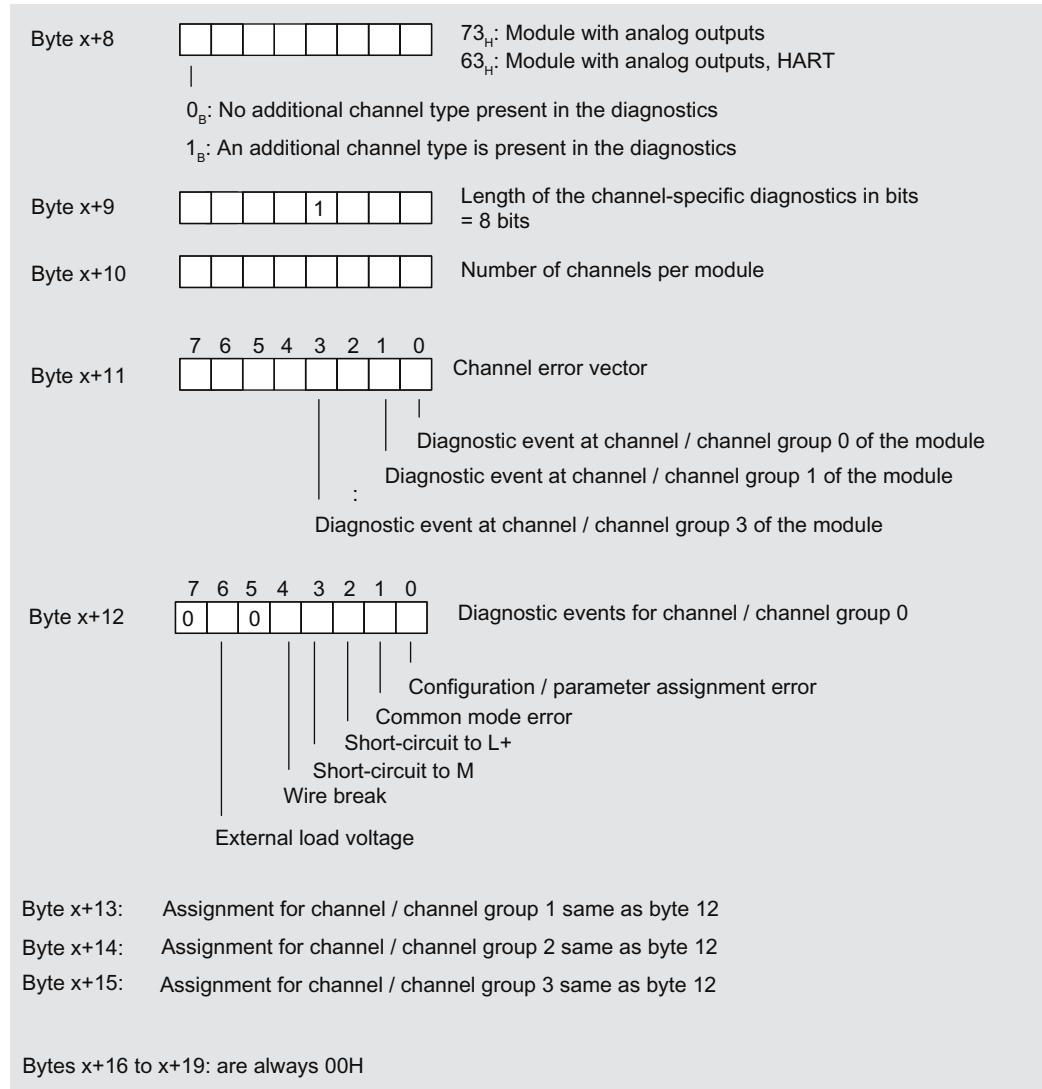 Byte x+8
73H: Module with analog outputs
63H: Module with analog outputs, HART
0B: No additional channel type present in the diagnostics
1B: An additional channel type is present in the diagnostics
Byte x+9
1
Length of the channel-specific diagnostics in bits
= 8 bits
Byte x+10
Number of channels per module
7 6 5 4 3 2 1 0
Byte x+11
Channel error vector
Diagnostic event at channel / channel group 0 of the module
Diagnostic event at channel / channel group 1 of the module
:
Diagnostic event at channel / channel group 3 of the module
7 6 5 4 3 2 1 0
Byte x+12
0 0
Diagnostic events for channel / channel group 0
Configuration / parameter assignment error
Common mode error
Short-circuit to L+
Short-circuit to M
Wire break
External load voltage
Byte x+13: Assignment for channel / channel group 1 same as byte 12
Byte x+14: Assignment for channel / channel group 2 same as byte 12
Byte x+15: Assignment for channel / channel group 3 same as byte 12
Bytes x+16 to x+19: are always 00H